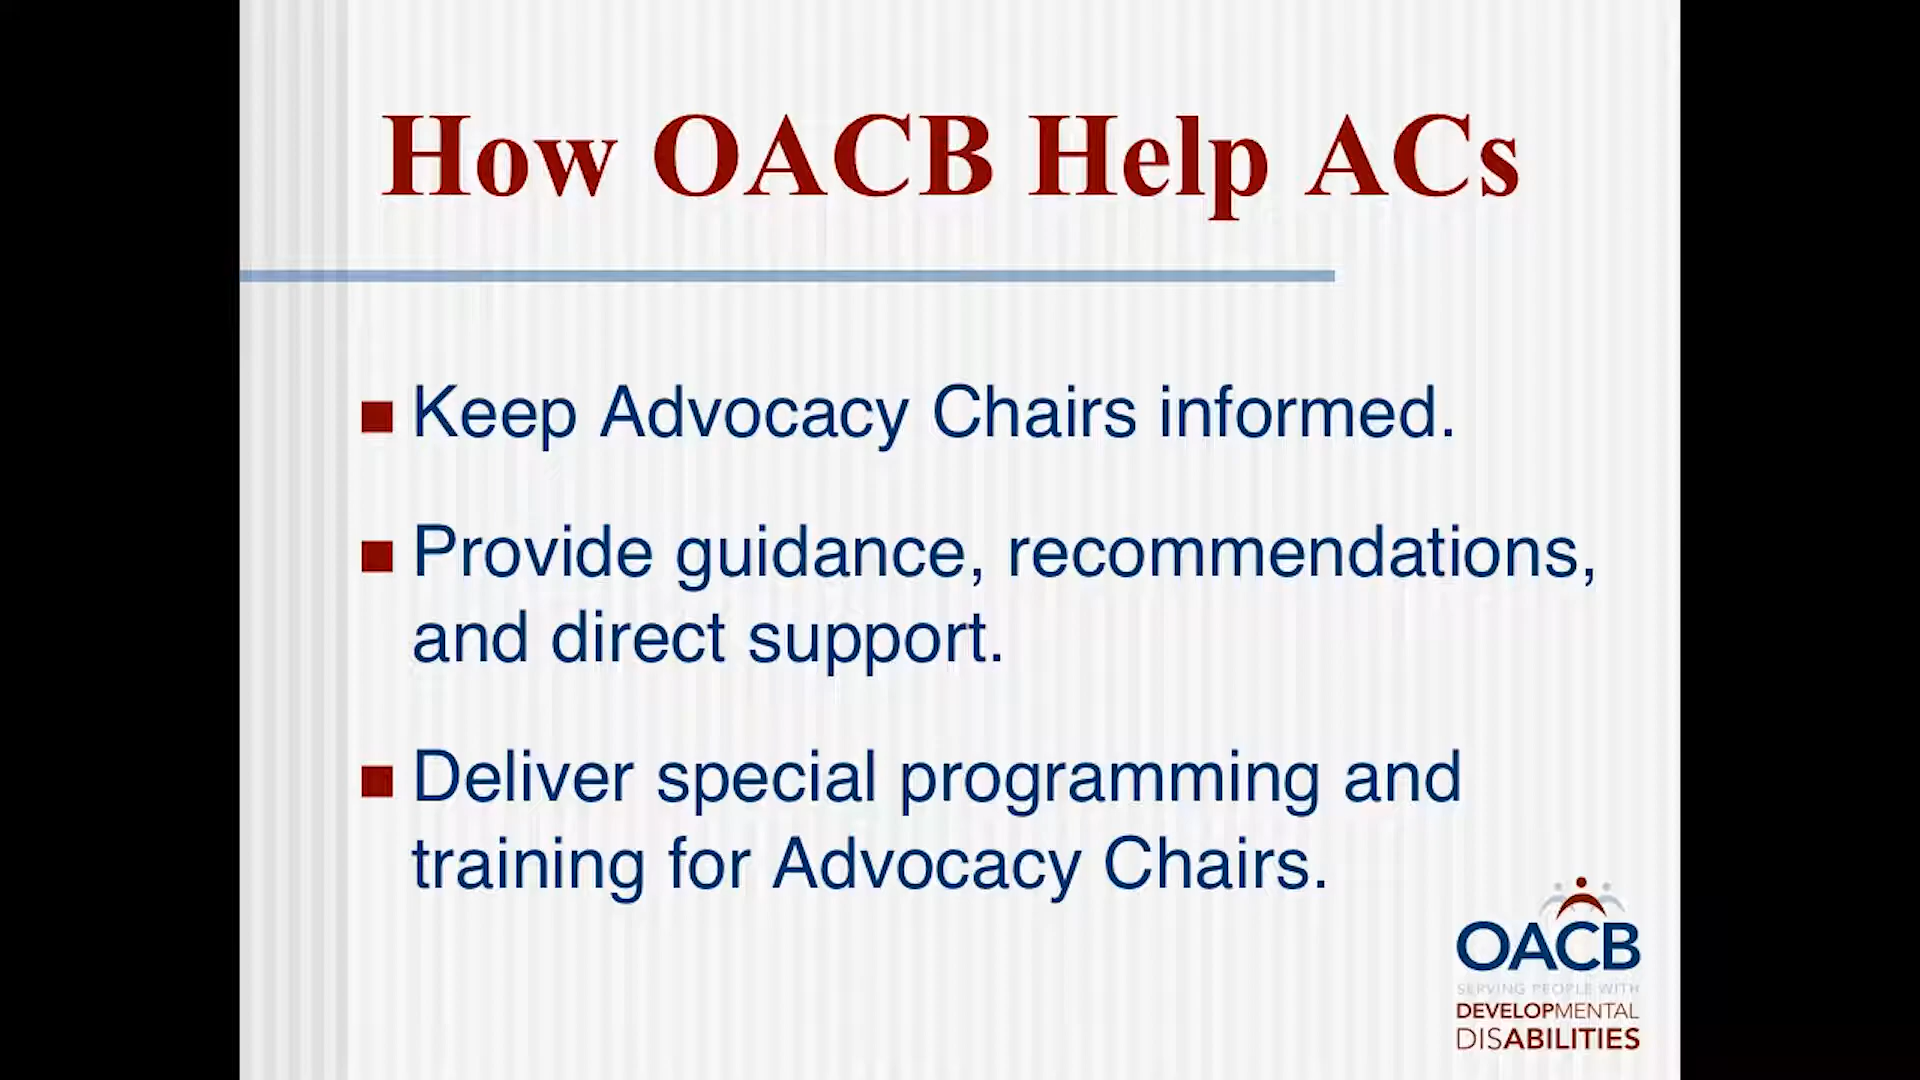 How OACB Help ACs
Keep Advocacy Chairs informed.
Provide guidance, recommendations,
and direct support.
Deliver special programming and
training for Advocacy Chairs.
OACB
SERVING PEOPLE WITH
DEVELOPMENTAL
DISABILITIES